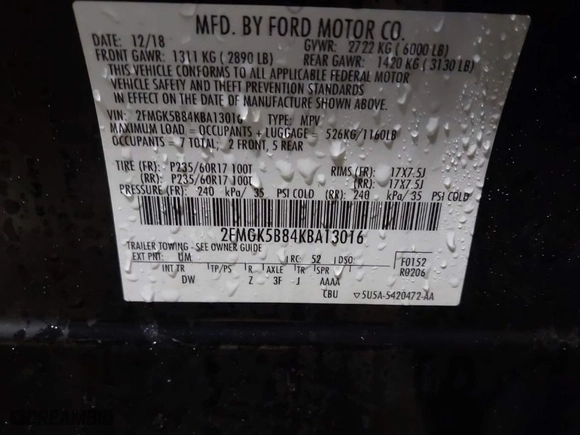 MFG. BY FORD MOTOR CO.
DATE: 12/18 GVWR: 2722 KG ( 6000 LB)
FRONT GAWR: 1311 KG ( 2890 LB) REAR GAWR: 1420 KG ( 3130 LB)
THIS VEHICLE CONFORMS TO ALL APPLICABLE FEDERAL MOTOR
VEHICLE SAFETY AND THEFT PREVENTION STANDARDS
IN EFFECT ON THE DATE OF MANUFACTURE SHOWN ABOVE.
VIN: 2FMGK5B84KBA13016 TYPE: MPV
MAXIMUM LOAD = OCCUPANTS + LUGGAGE = 526KG/1160LB
OCCUPANTS = 7 TOTAL; 2 FRONT, 5 REAR
TIRE (FR): P235/60R17 100T RIMS (FR): 17X7.5J
(RR): P235/60R17 100T (RR): 17X7.5J
PRESSURE (FR): 240 kPa/ 35 PSI COLD (RR): 240 kPa/ 35 PSI COLD
2FMGK5B84KBA13016
TRAILER TOWING - SEE OWNER GUIDE
EXT PNT: UM RC: 52 DSO: F0152
INT TR TP/PS R AXLE TR SPR R0206
DW Z 3F J AAAA
CBU 5U5A-5420472-AA